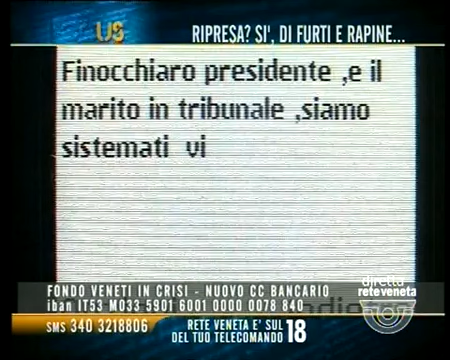 US
RIPRESA? SI', DI FURTI E RAPINE...
Finocchiaro presidente ,e il
marito in tribunale ,siamo
sistemati vi
FONDO VENETI IN CRISI - NUOVO CC BANCARIO
iban IT53 M033 5901 6001 0000 0078 840
diretta
reteveneta
SMS 340 3218806
RETE VENETA E' SUL
DEL TUO TELECOMANDO 18